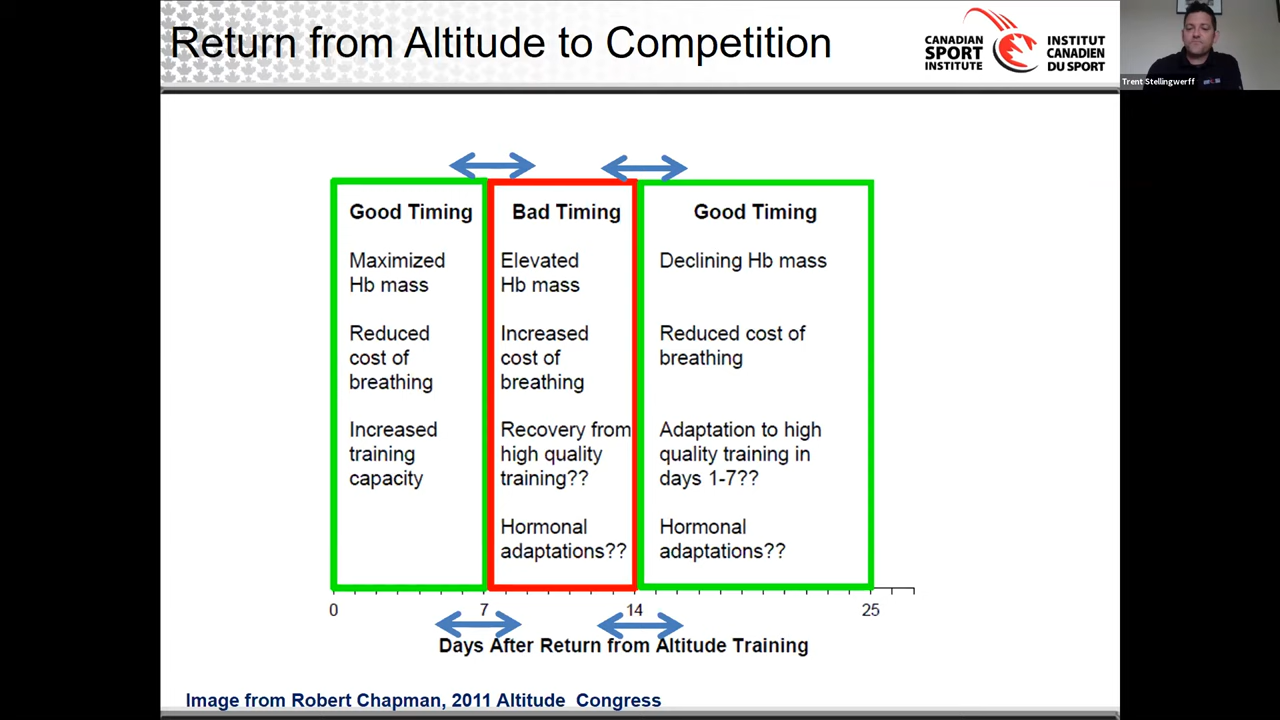 Return from Altitude to Competition
CANADIAN
SPORT
INSTITUTE
INSTITUT
CANADIEN
DU SPORT
Trent Stellingwerff
Good Timing
Maximized
Hb mass
Reduced
cost of
breathing
Increased
training
capacity
Bad Timing
Elevated
Hb mass
Increased
cost of
breathing
Recovery from
high quality
training??
Hormonal
adaptations??
Good Timing
Declining Hb mass
Reduced cost of
breathing
Adaptation to high
quality training in
days 1-7??
Hormonal
adaptations??
0 7 14 25
Days After Return from Altitude Training
Image from Robert Chapman, 2011 Altitude Congress